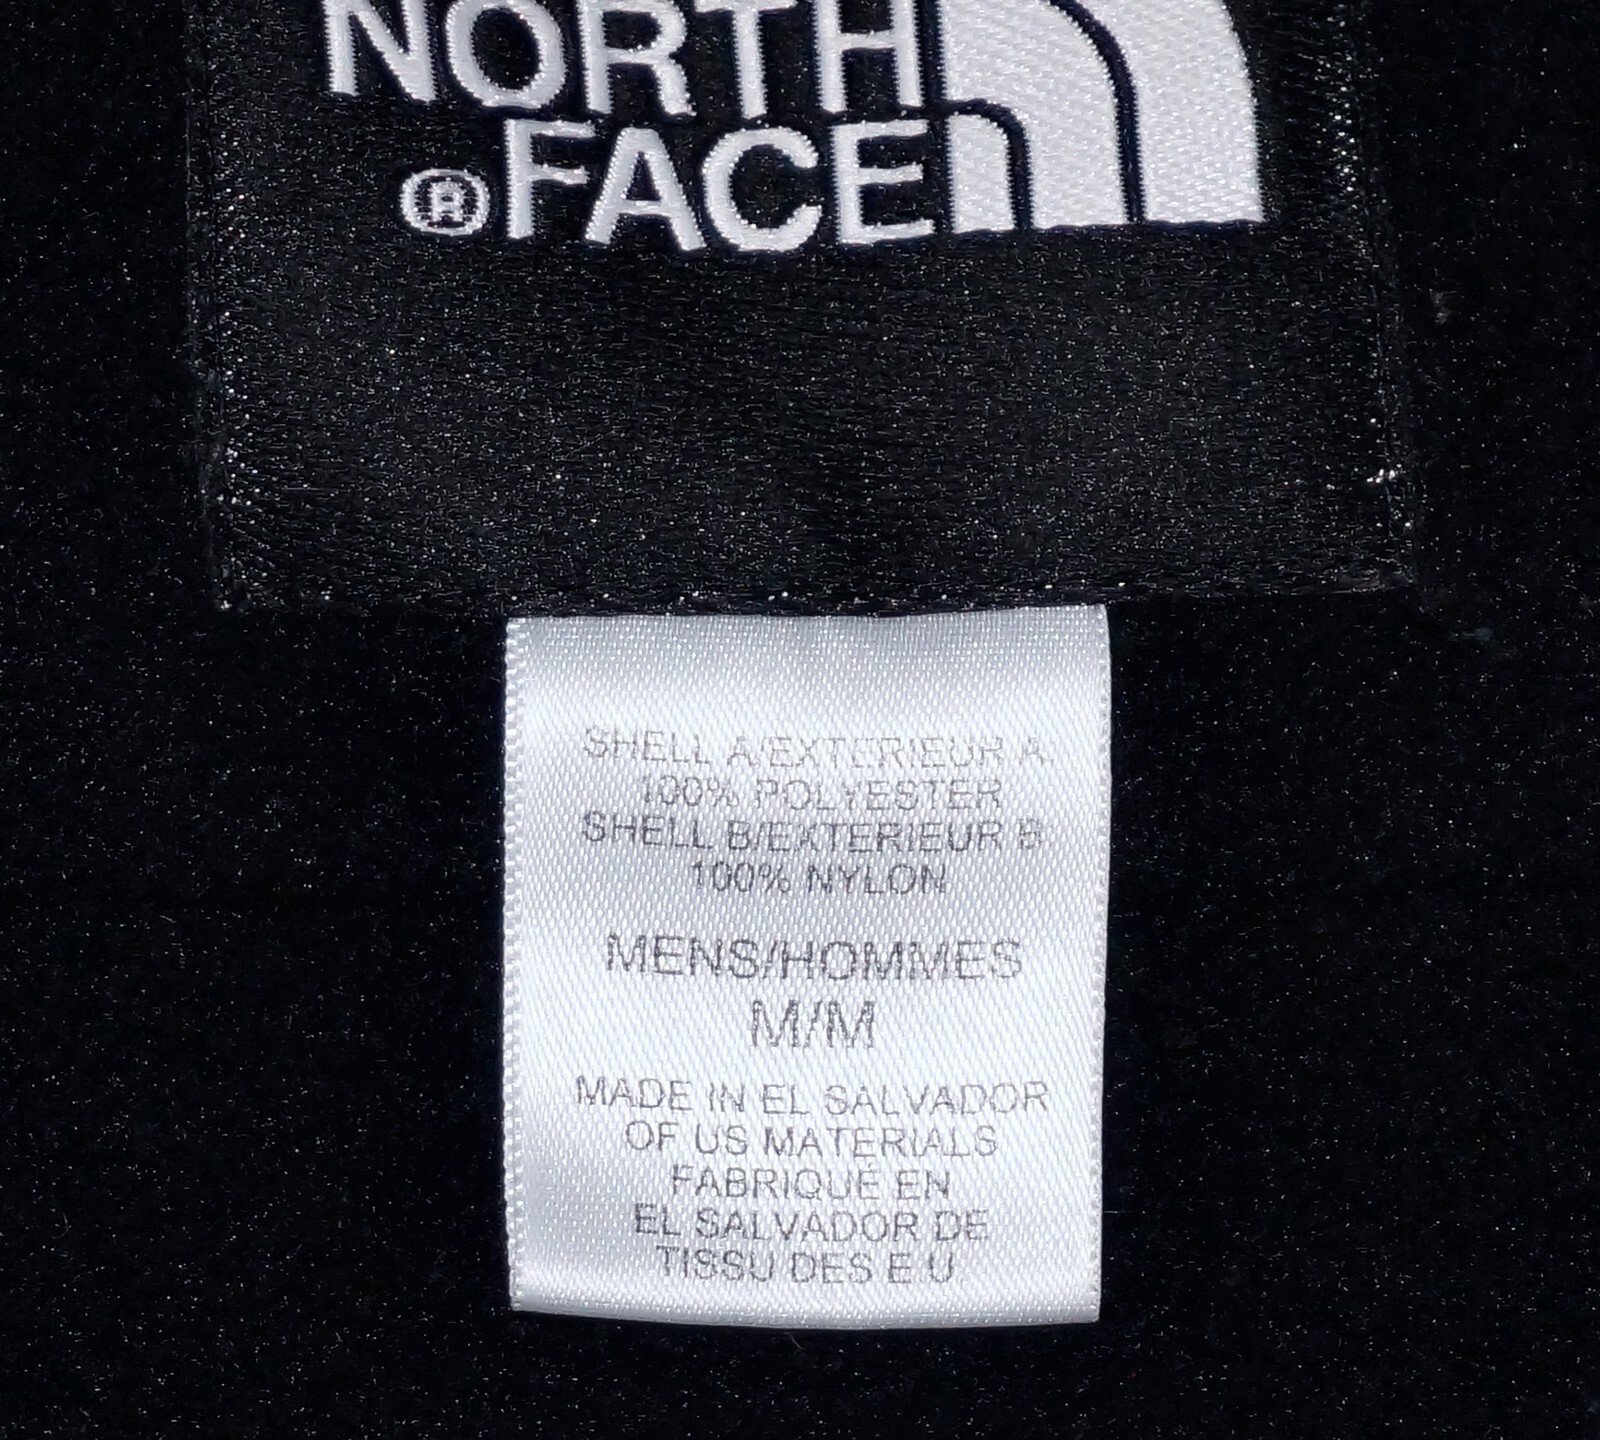 NORTH
®FACE
SHELL A/EXTERIEUR A:
100% POLYESTER
SHELL B/EXTERIEUR B:
100% NYLON
MENS/HOMMES
M/M
MADE IN EL SALVADOR
OF US MATERIALS
FABRIQUÉ EN
EL SALVADOR DE
TISSU DES E.U.